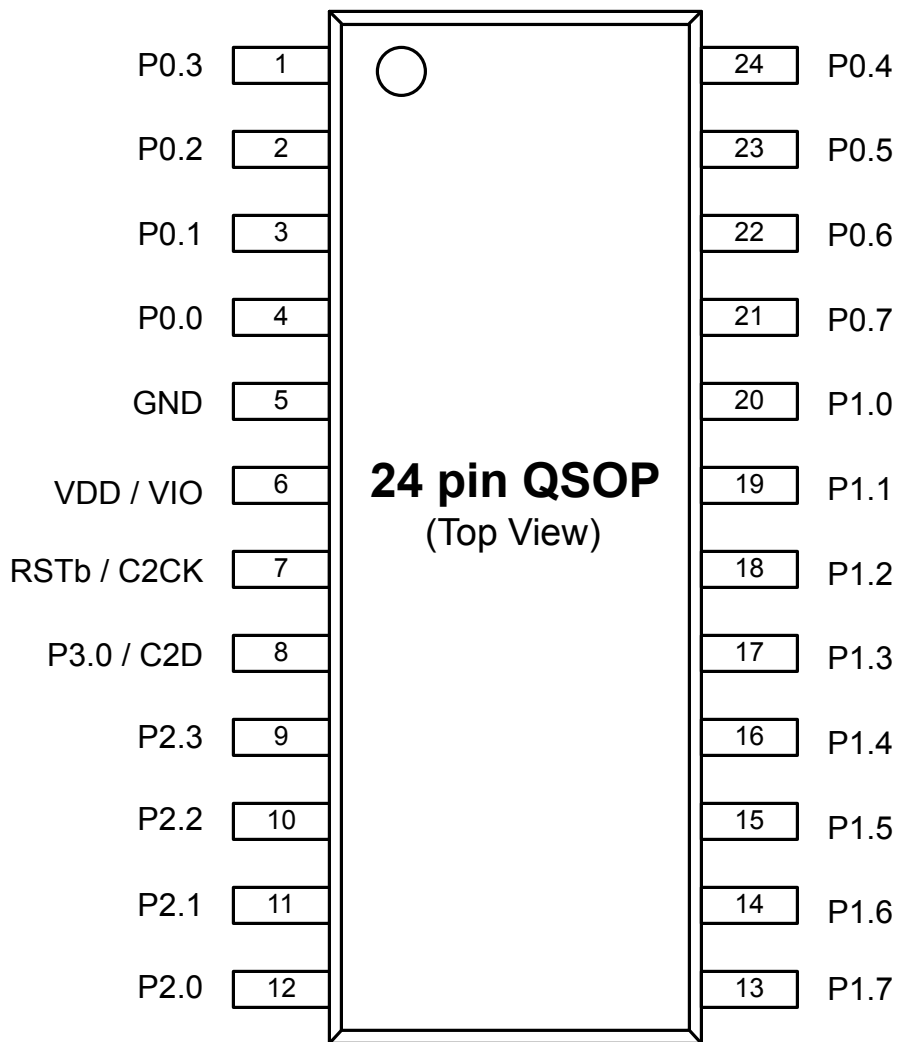 P0.3 1 24 P0.4
P0.2 2 23 P0.5
P0.1 3 22 P0.6
P0.0 4 21 P0.7
GND 5 20 P1.0
VDD / VIO 6 24 pin QSOP 19 P1.1
(Top View)
RSTb / C2CK 7 18 P1.2
P3.0 / C2D 8 17 P1.3
P2.3 9 16 P1.4
P2.2 10 15 P1.5
P2.1 11 14 P1.6
P2.0 12 13 P1.7